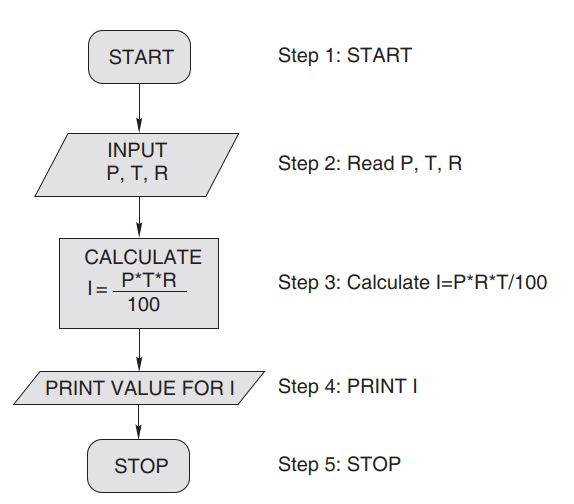 START
Step 1: START
INPUT
P, T, R
Step 2: Read P, T, R
CALCULATE
I = P*T*R
100
Step 3: Calculate I=P*R*T/100
PRINT VALUE FOR I
Step 4: PRINT I
STOP
Step 5: STOP